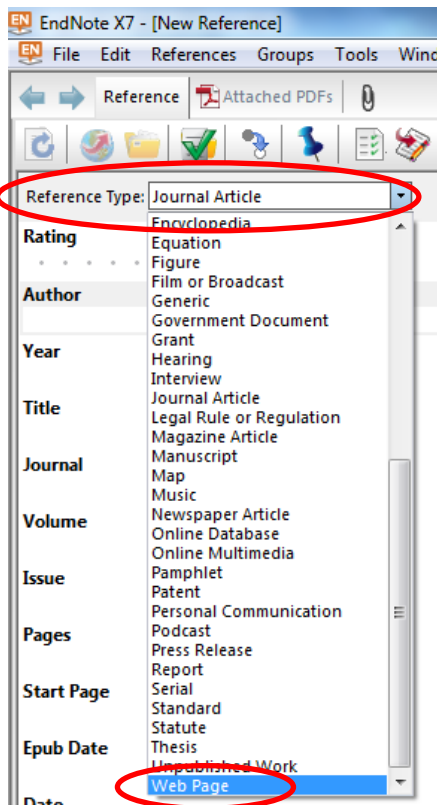 EndNote X7 - [New Reference]
File Edit References Groups Tools Wind
Reference Attached PDFs
Reference Type: Journal Article
Encyclopedia
Rating
Equation
Figure
Film or Broadcast
Author
Generic
Government Document
Grant
Year
Hearing
Interview
Journal Article
Title
Legal Rule or Regulation
Magazine Article
Manuscript
Journal
Map
Music
Newspaper Article
Volume
Online Database
Online Multimedia
Pamphlet
Issue
Patent
Personal Communication
Podcast
Pages
Press Release
Report
Serial
Start Page
Standard
Statute
Thesis
Epub Date
Unpublished Work
Web Page
Date